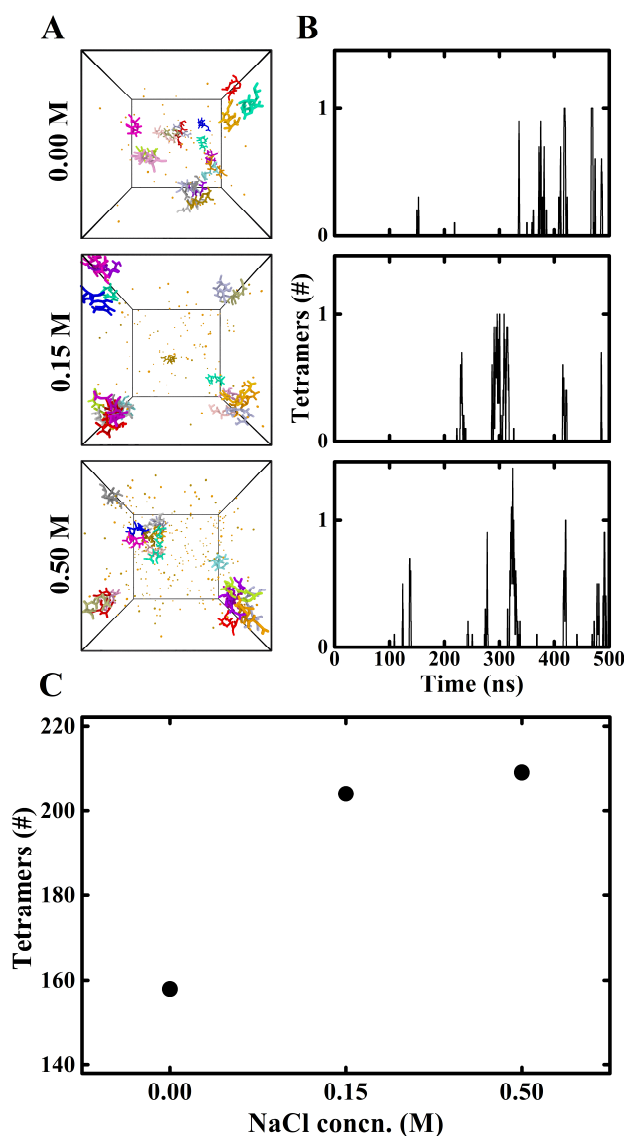 A
B
0.00 M
1
0
0.15 M
Tetramers (#)
1
0
0.50 M
1
0
0 100 200 300 400 500
Time (ns)
C
220
200
180
160
140
Tetramers (#)
0.00 0.15 0.50
NaCl concn. (M)